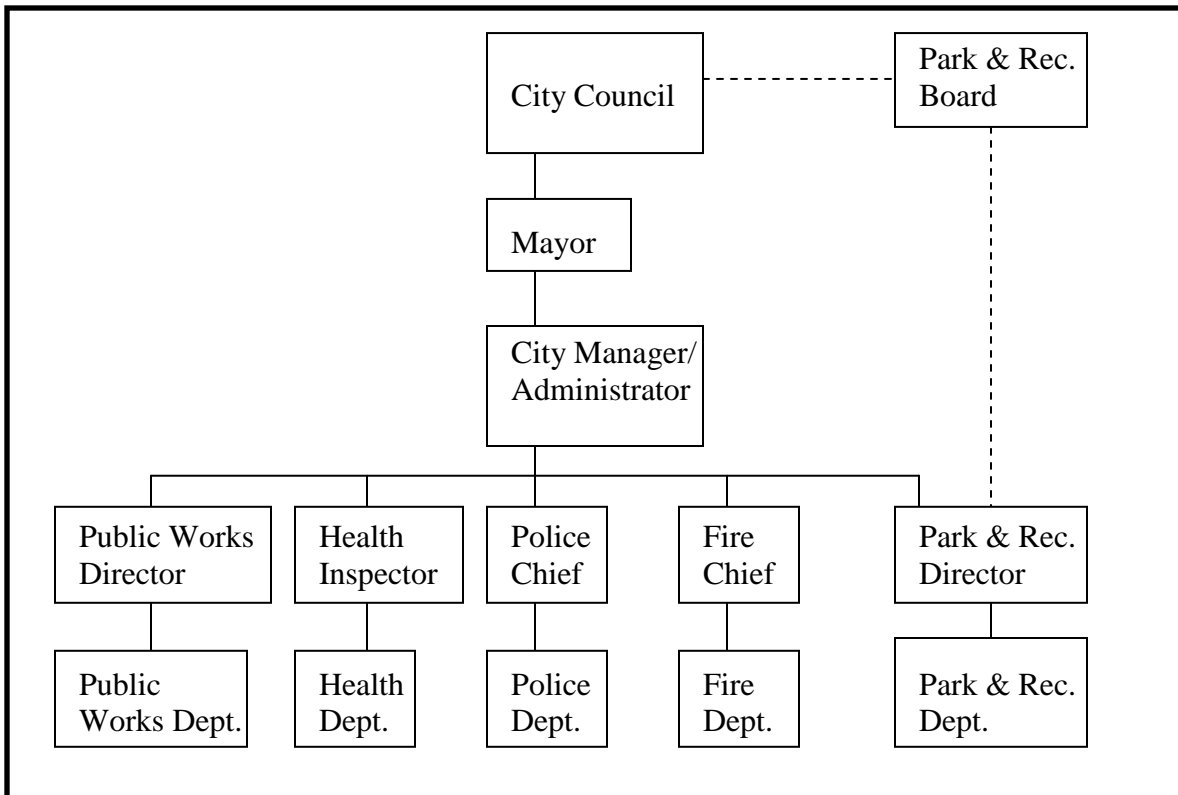 City Council
Park & Rec.
Board
Mayor
City Manager/
Administrator
Public Works
Director
Health
Inspector
Police
Chief
Fire
Chief
Park & Rec.
Director
Public
Works Dept.
Health
Dept.
Police
Dept.
Fire
Dept.
Park & Rec.
Dept.